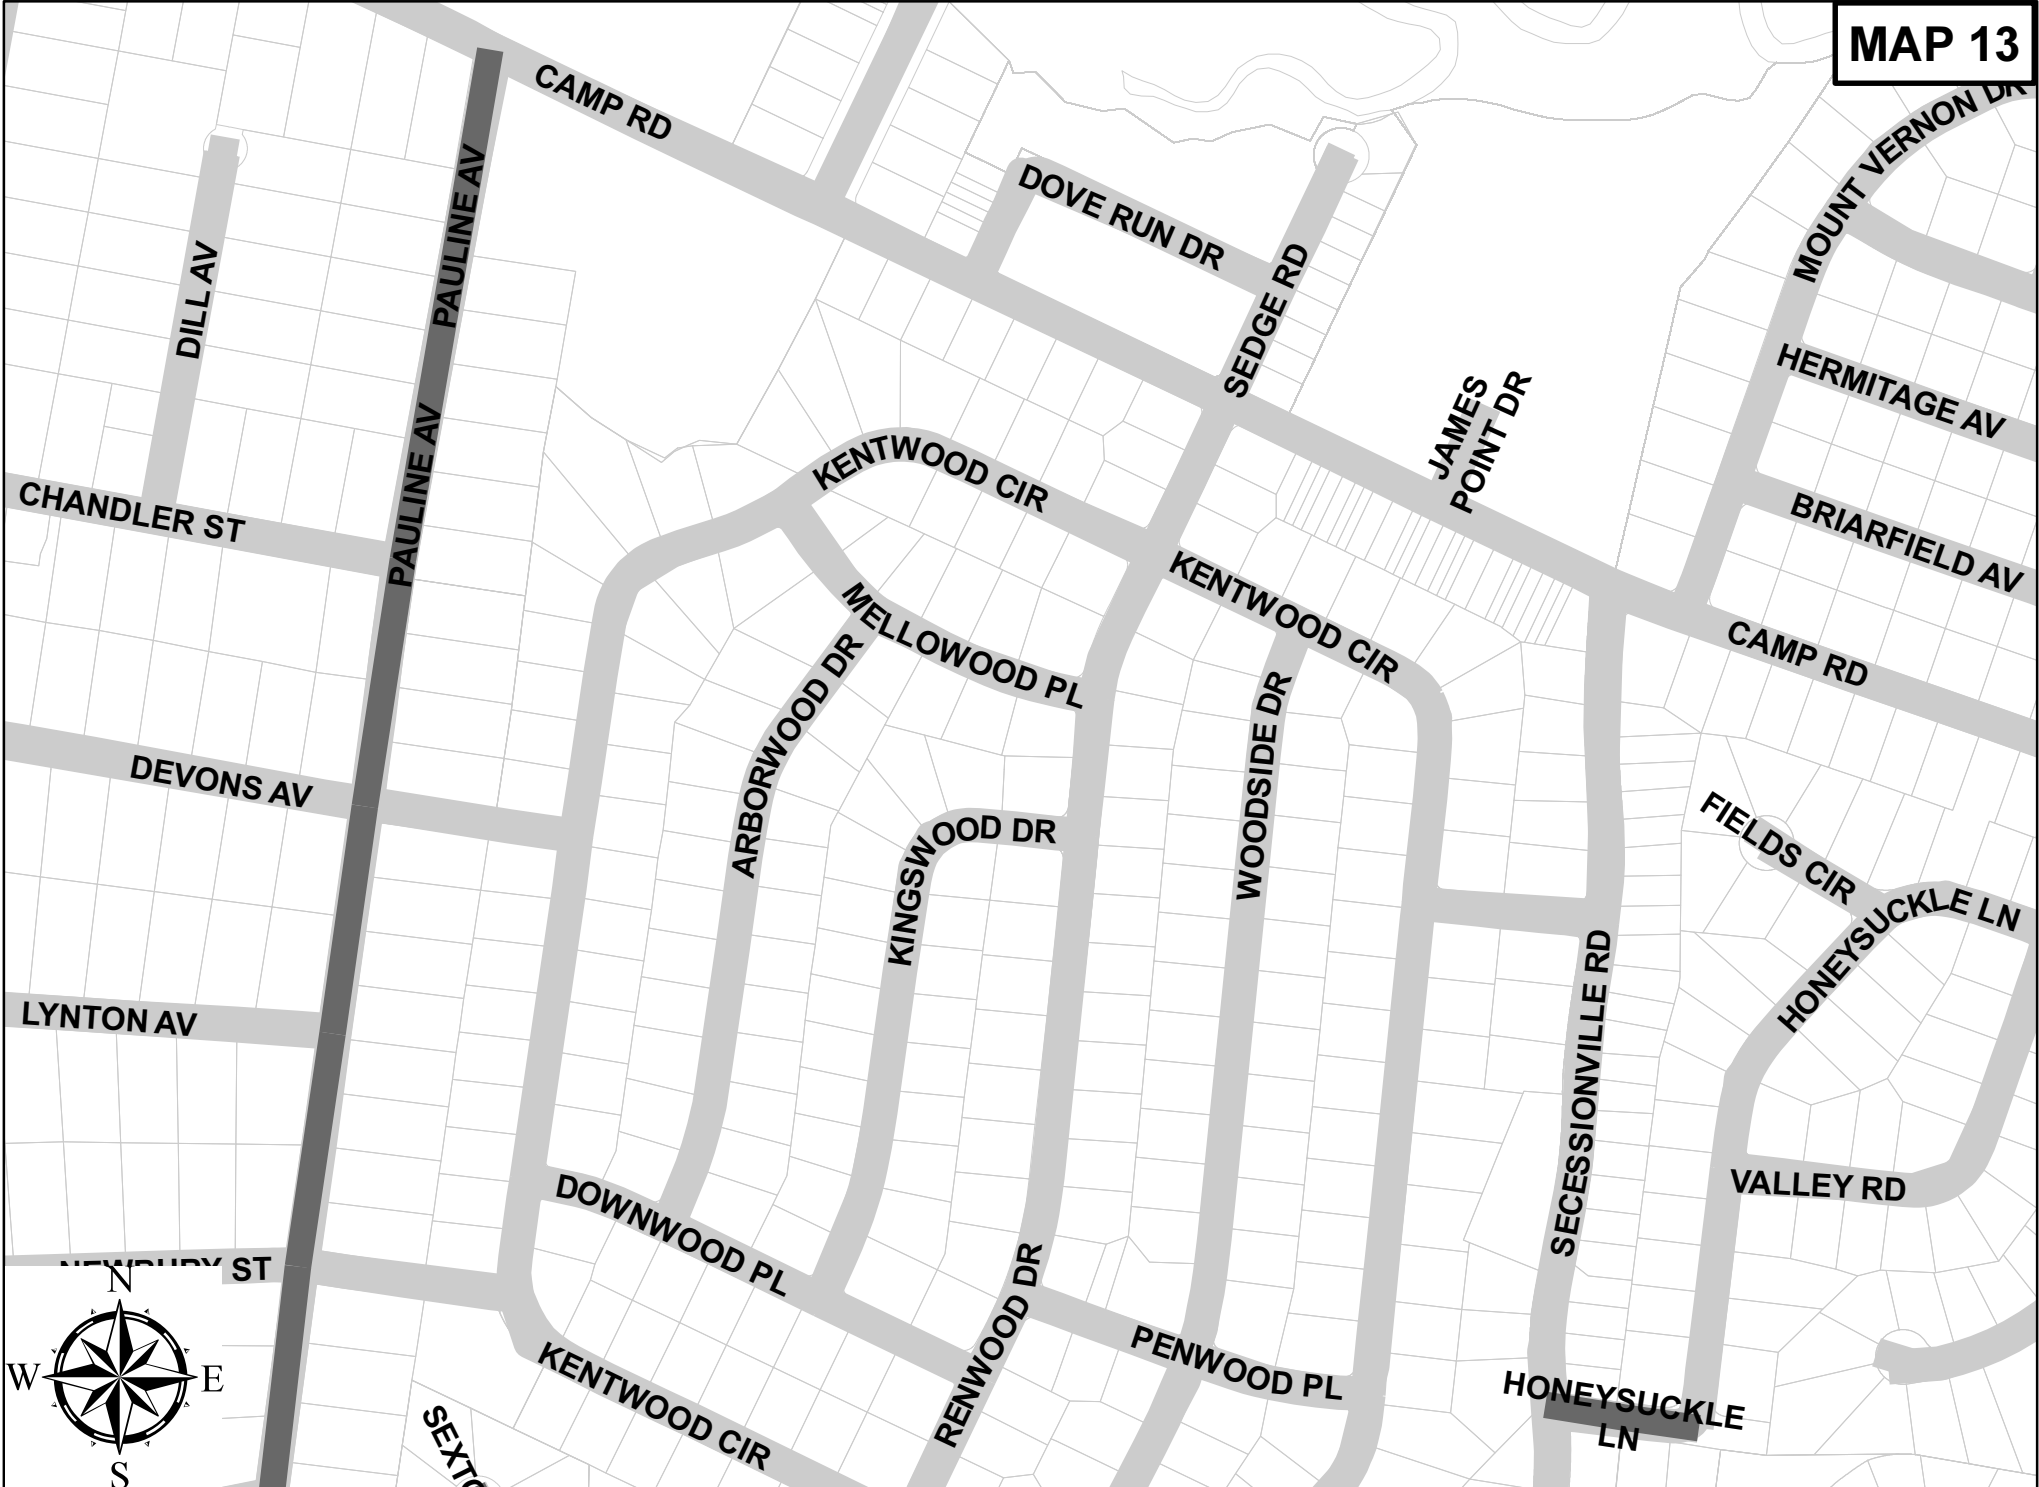 MAP 13
CAMP RD
MOUNT VERNON DR
PAULINE AV
DOVE RUN DR
DILL AV
SEDGE RD
HERMITAGE AV
JAMES
POINT DR
PAULINE AV
KENTWOOD CIR
CHANDLER ST
BRIARFIELD AV
KENTWOOD CIR
MELLOWOOD PL
CAMP RD
ARBORWOOD DR
WOODSIDE DR
DEVONS AV
FIELDS CIR
KINGSWOOD DR
HONEYSUCKLE LN
LYNTON AV
SECESSIONVILLE RD
VALLEY RD
DOWNWOOD PL
NEWBURY ST
RENWOOD DR
PENWOOD PL
KENTWOOD CIR
HONEYSUCKLE
LN
N
W E
S